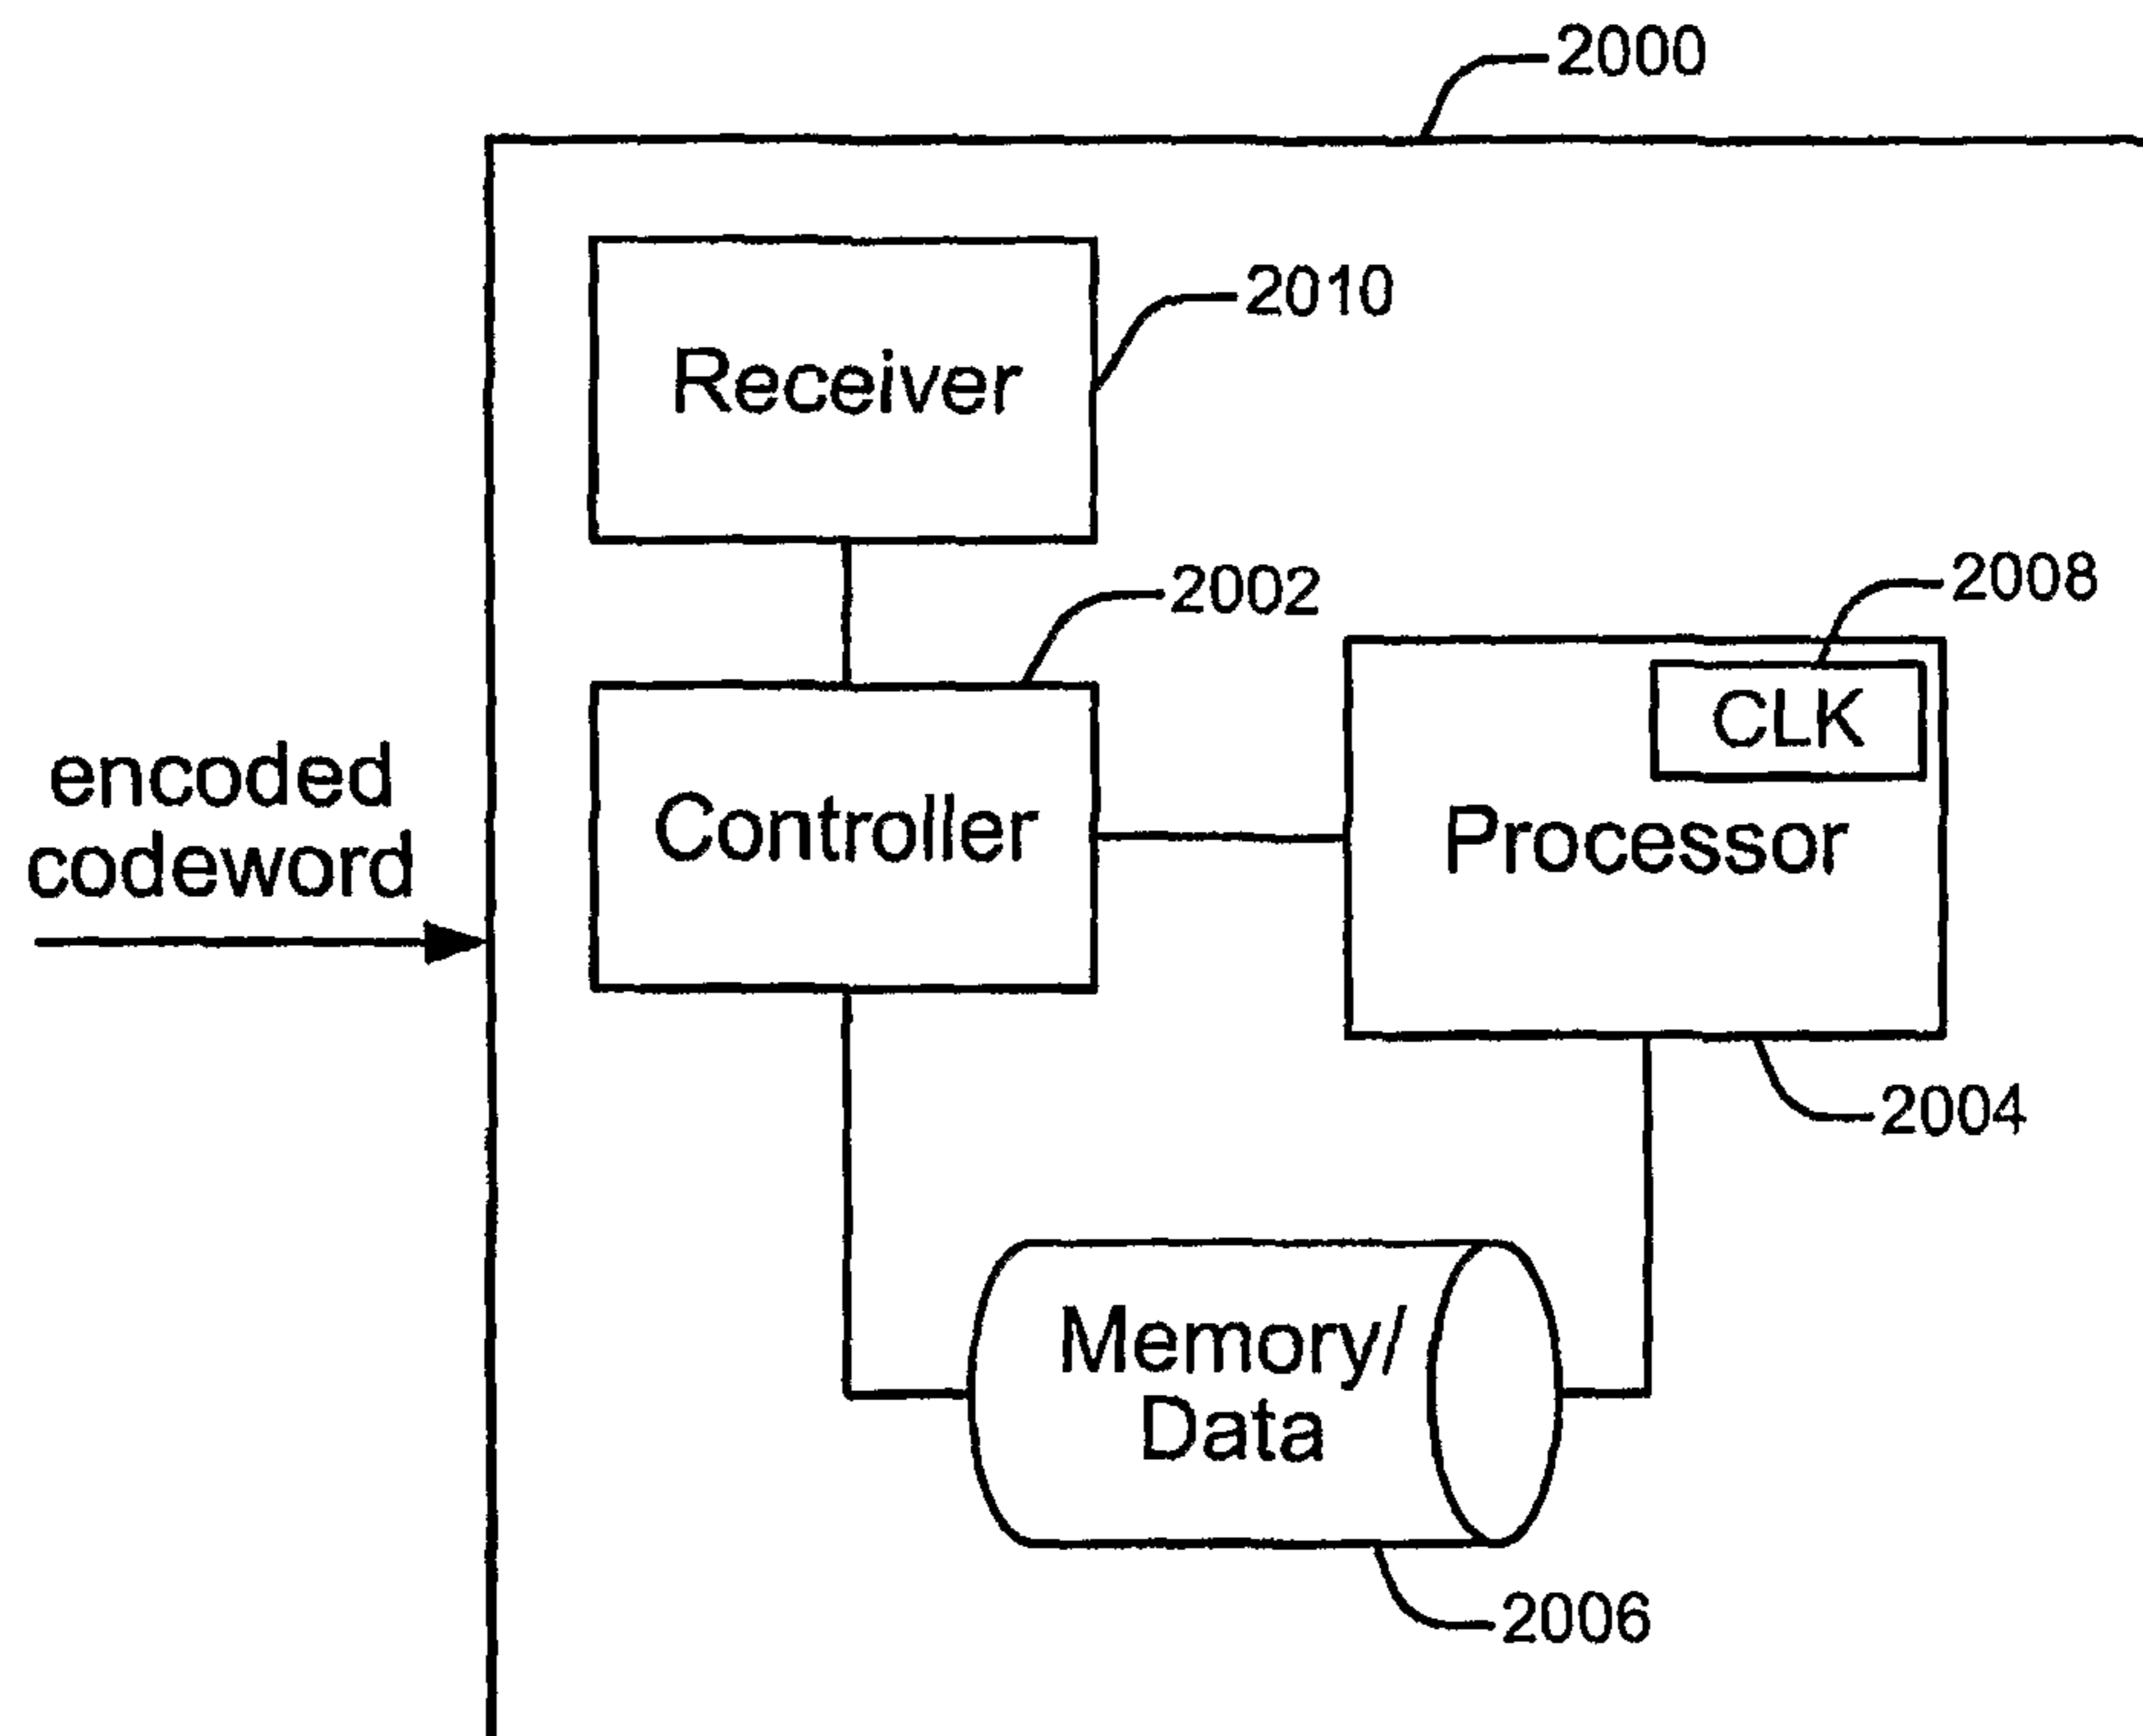 2000
2010
Receiver
2002
2008
CLK
encoded
codeword
Controller
Processor
2004
Memory/
Data
2006